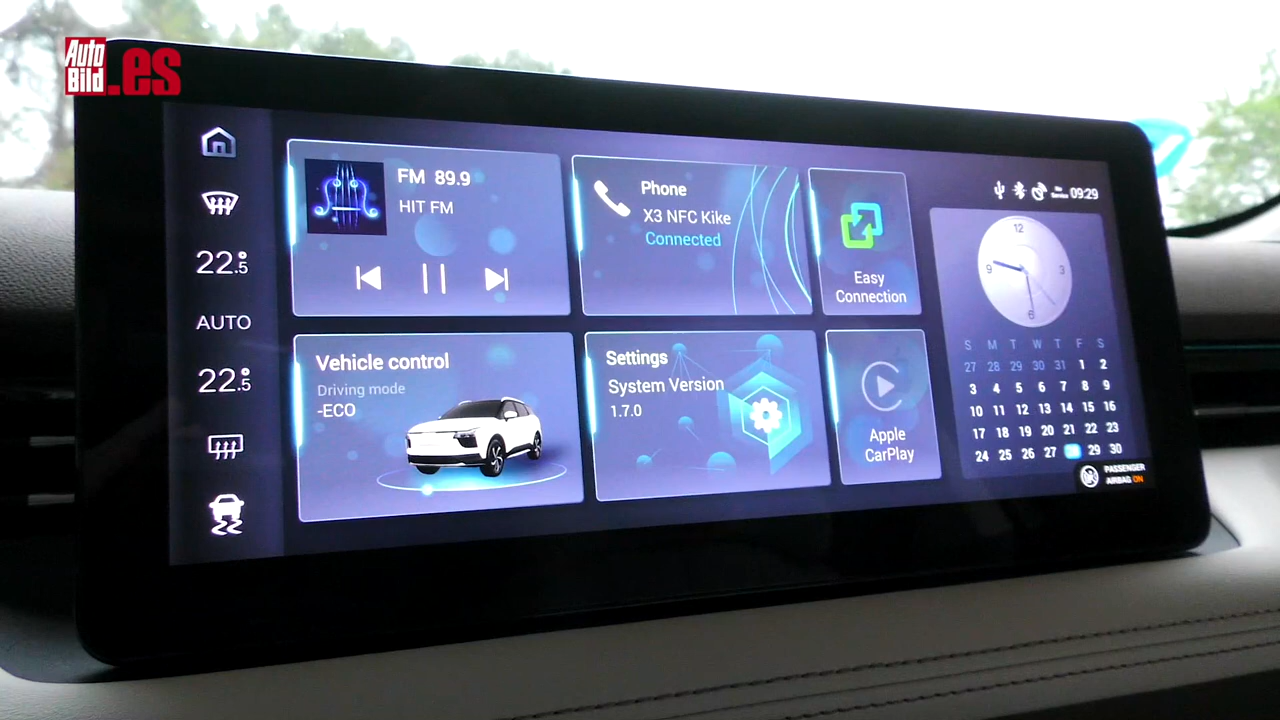 Auto
Bild
.es
22.5
AUTO
22.5
FM 89.9
HIT FM
Phone
X3 NFC Kike
Connected
Easy
Connection
Vehicle control
Driving mode
-ECO
Settings
System Version
1.7.0
Apple
CarPlay
No
Service
09:29
12
9
3
6
S M T W T F S
27 28 29 30 31 1 2
3 4 5 6 7 8 9
10 11 12 13 14 15 16
17 18 19 20 21 22 23
24 25 26 27 28 29 30
PASSENGER
AIRBAG ON